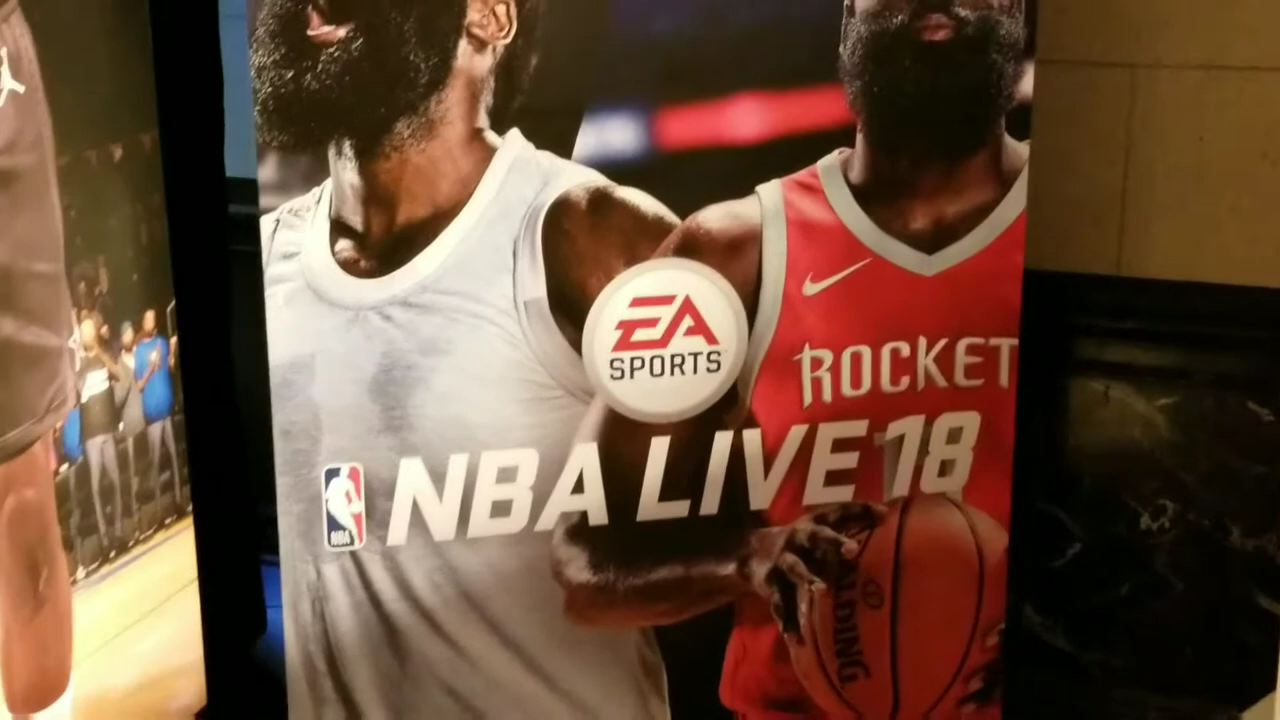 EA
SPORTS
ROCKET
NBA LIVE 18
NBA
SPALDING